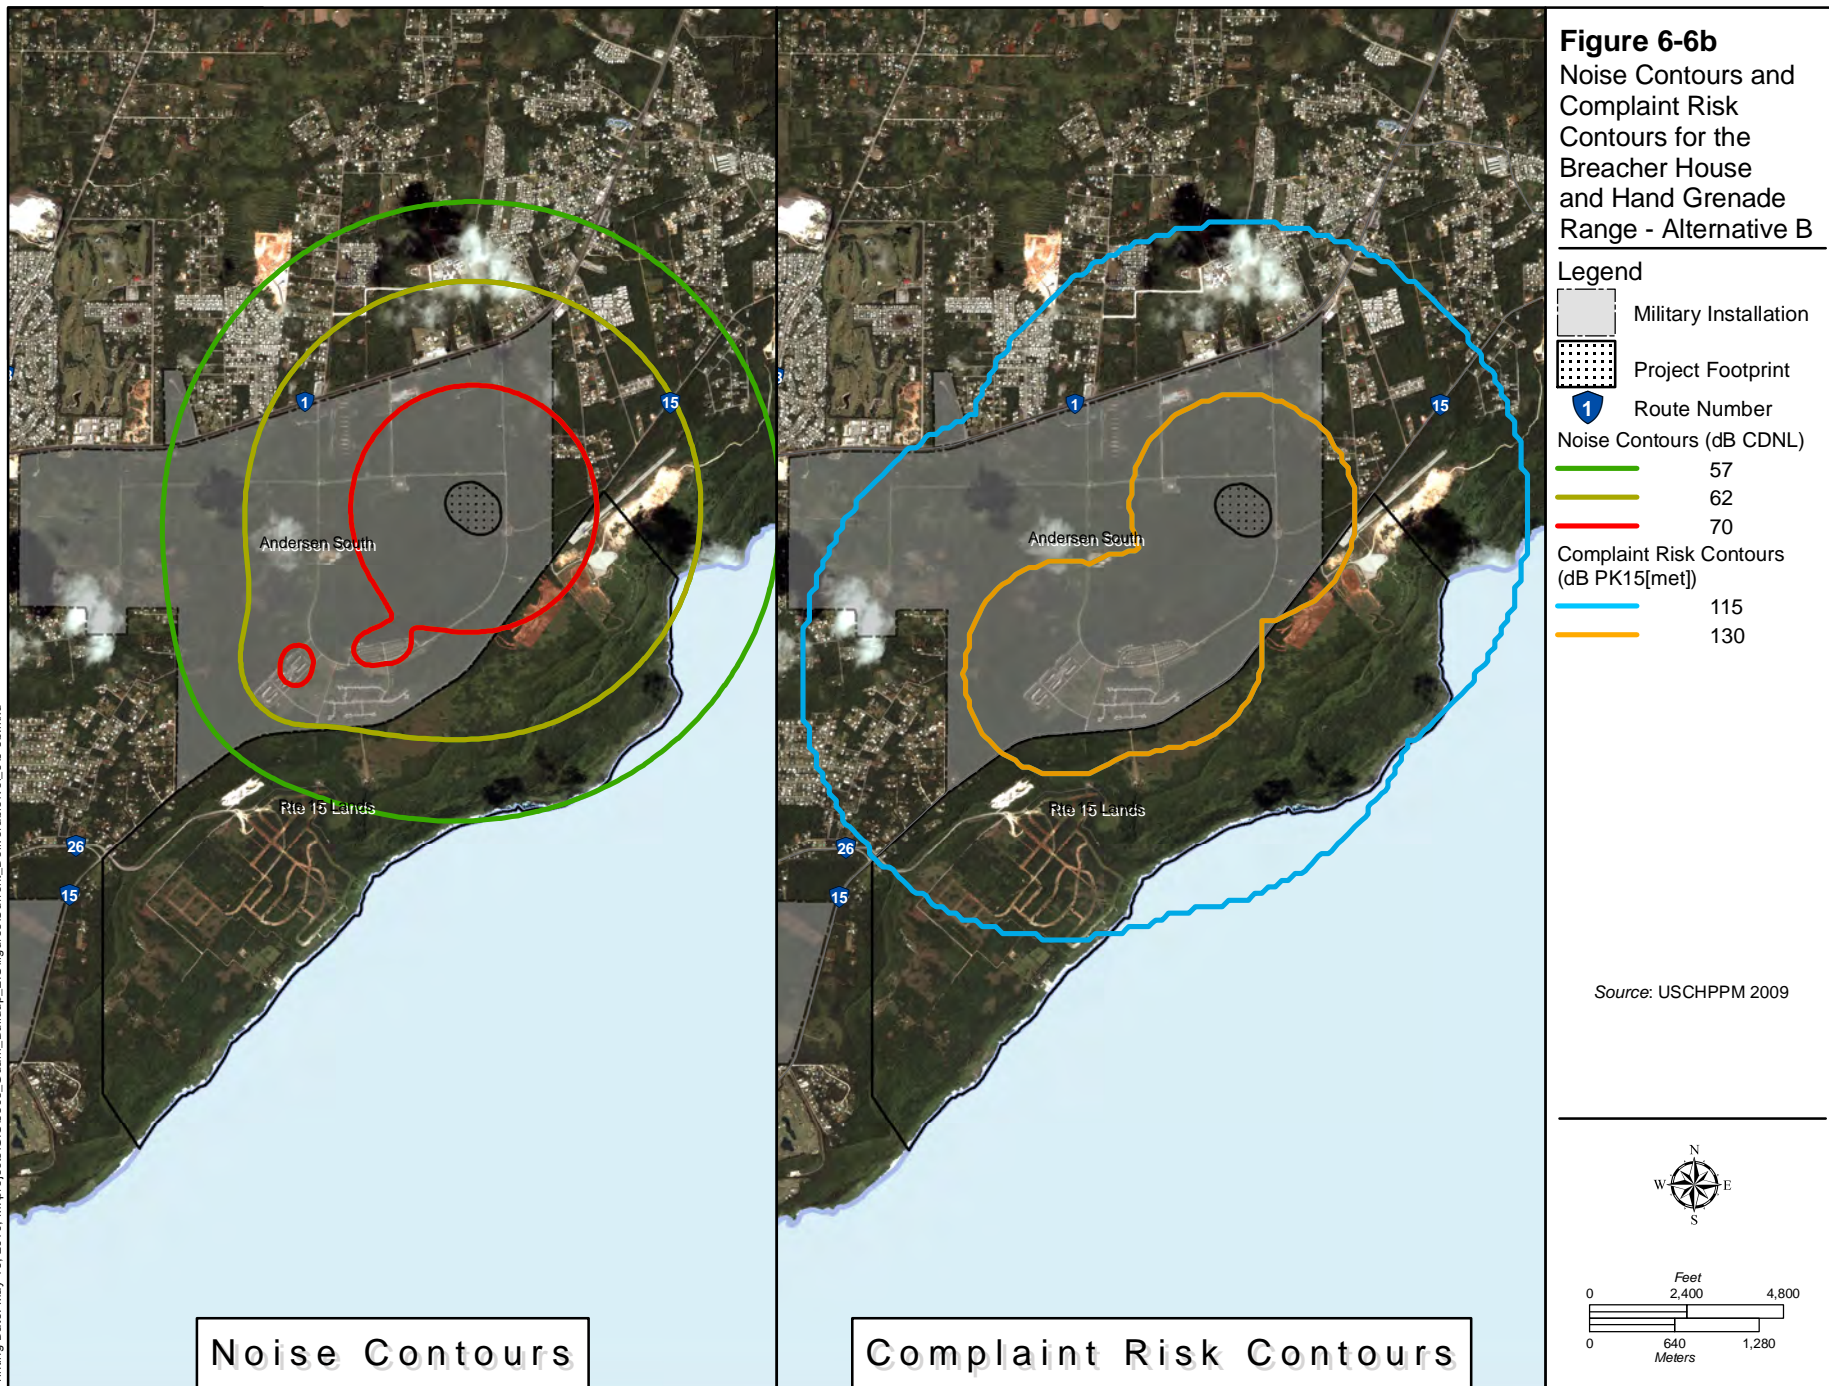 Figure 6-6b
Noise Contours and
Complaint Risk
Contours for the
Breacher House
and Hand Grenade
Range - Alternative B
Legend
Military Installation
Project Footprint
1
Route Number
Noise Contours (dB CDNL)
57
62
70
Complaint Risk Contours
(dB PK15[met])
115
130
Source: USCHPPM 2009
N
W
E
S
Feet
0
2,400
4,800
0
640
1,280
Meters
1
15
Andersen South
Rte 15 Lands
26
15
Noise Contours
1
15
Andersen South
Rte 15 Lands
26
15
Complaint Risk Contours